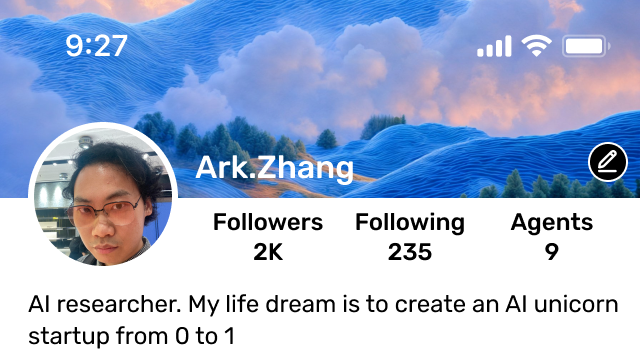 9:27
Ark.Zhang
Followers Following Agents
2K 235 9
AI researcher. My life dream is to create an AI unicorn
startup from 0 to 1